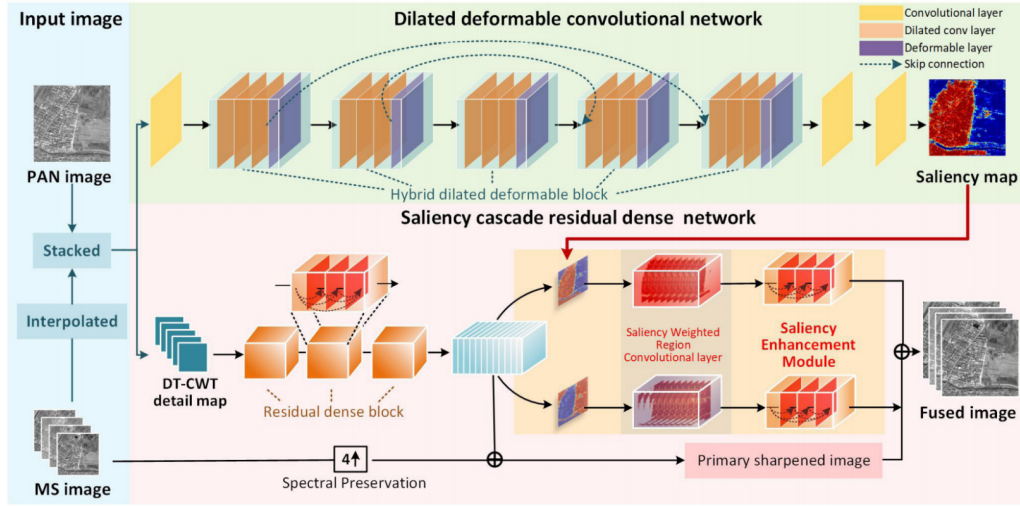 Input image
Dilated deformable convolutional network
Convolutional layer
Dilated conv layer
Deformable layer
Skip connection
PAN image
Hybrid dilated deformable block
Saliency map
Saliency cascade residual dense network
Stacked
Interpolated
DT-CWT
detail map
Residual dense block
Saliency Weighted
Region
Convolutional layer
Saliency
Enhancement
Module
Fused image
MS image
4↑
Spectral Preservation
Primary sharpened image